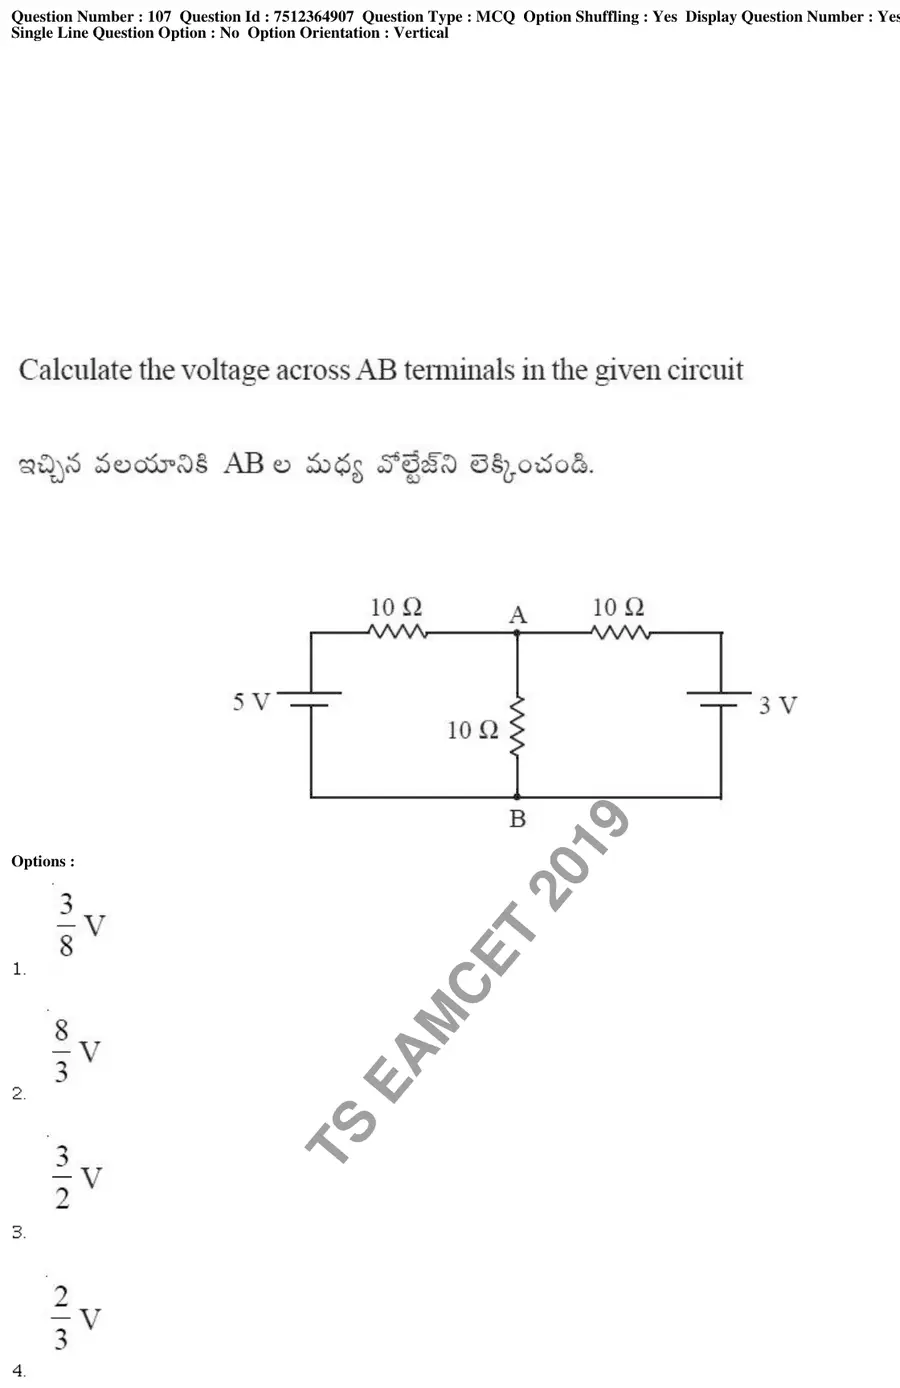 Question Number : 107 Question Id : 7512364907 Question Type : MCQ Option Shuffling : Yes Display Question Number : Yes
Single Line Question Option : No Option Orientation : Vertical
Calculate the voltage across AB terminals in the given circuit
ఇచ్చిన వలయానికి AB ల మధ్య వోల్టేజ్‌ని లెక్కించండి.
10 Ω
A
10 Ω
5 V
10 Ω
3 V
B
TS EAMCET 2019
Options :
1. 3/8 V
2. 8/3 V
3. 3/2 V
4. 2/3 V